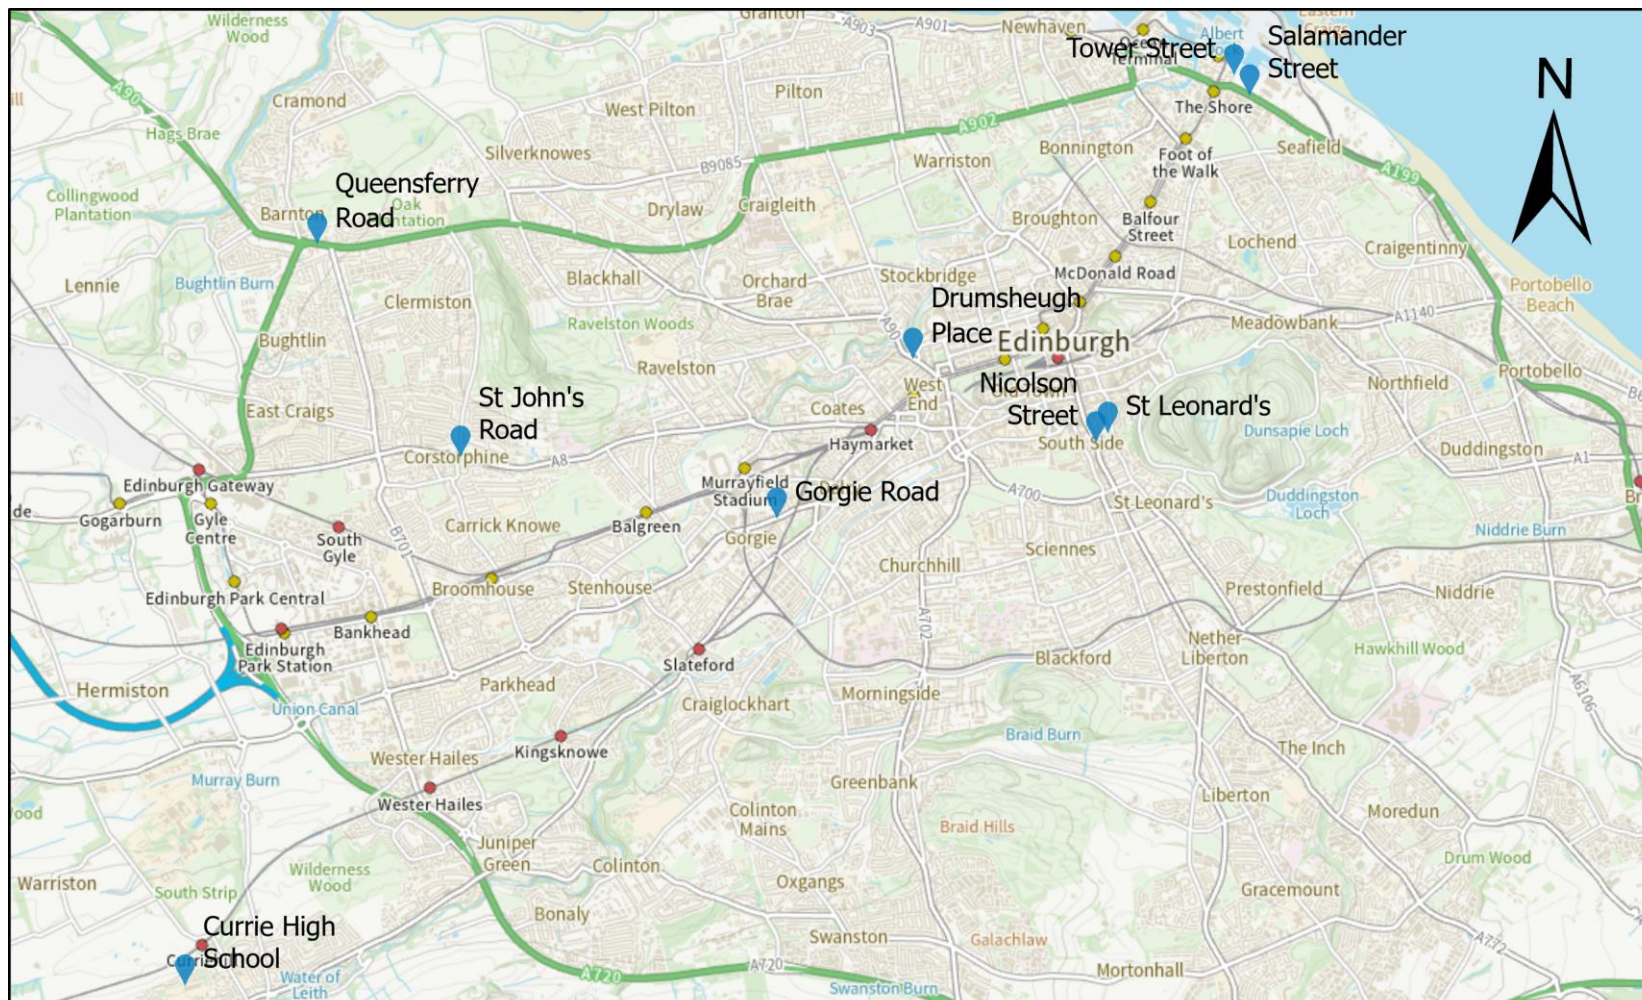 Wilderness
Wood
Granton
A903
A901
Newhaven
Albert
Tower Street
Terminal
Salamander
Street
N
A90
Cramond
West Pilton
Pilton
The Shore
Hags Brae
A902
Silverknowes
B9085
Warriston
Bonnington
Foot of
the Walk
Seafield
A199
Collingwood
Plantation
Queensferry
Road
Barnton
Oak
Drylaw
Craigleith
Broughton
Balfour
Street
Lochend
Craigentinny
Lennie
Bughtlin Burn
Clermiston
Blackhall
Orchard
Brae
Stockbridge
McDonald Road
Portobello
Beach
Drumsheugh
Place
A90
Edinburgh
Meadowbank
A1140
Bughtlin
Ravelston Woods
Ravelston
West
End
Nicolson
Street
St Leonard's
Northfield
Portobello
East Craigs
St John's
Road
Coates
Haymarket
South Side
Dunsapie Loch
Duddingston
A1
Corstorphine
A8
Edinburgh Gateway
Murrayfield
Stadium
Gorgie Road
A700
St Leonard's
Duddingston
Loch
Gogarburn
Gyle
Centre
South
Gyle
B701
Carrick Knowe
Balgreen
Gorgie
Sciennes
Niddrie Burn
Churchhill
Edinburgh Park Central
Broomhouse
Stenhouse
Prestonfield
Niddrie
Bankhead
A702
Edinburgh
Park Station
Slateford
Blackford
Nether
Liberton
Hawkhill Wood
Hermiston
Parkhead
Craiglockhart
Morningside
A6106
Union Canal
Kingsknowe
Braid Burn
The Inch
Wester Hailes
Murray Burn
Greenbank
Wester Hailes
Liberton
Moredun
Colinton
Mains
Braid Hills
Juniper
Green
Colinton
Drum Wood
Wilderness
Wood
Warriston
South Strip
Oxgangs
Gracemount
Bonaly
Currie High
School
Swanston
Galachlaw
A772
A720
A720
Mortonhall
Water of
Leith
Swanston Burn